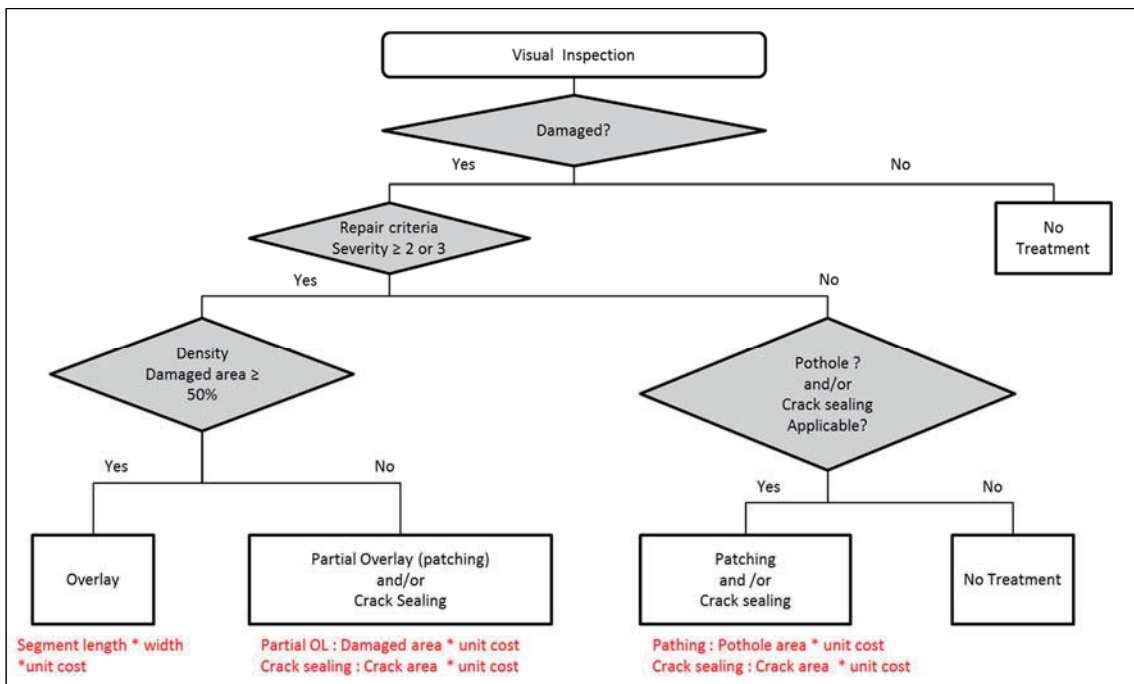 Visual Inspection
Damaged?
Yes
No
Repair criteria
Severity ≥ 2 or 3
No
Treatment
Yes
No
Density
Damaged area ≥
50%
Pothole ?
and/or
Crack sealing
Applicable?
Yes
No
Yes
No
Overlay
Partial Overlay (patching)
and/or
Crack Sealing
Patching
and /or
Crack sealing
No Treatment
Segment length * width
*unit cost
Partial OL : Damaged area * unit cost
Crack sealing : Crack area * unit cost
Pathing : Pothole area * unit cost
Crack sealing : Crack area * unit cost